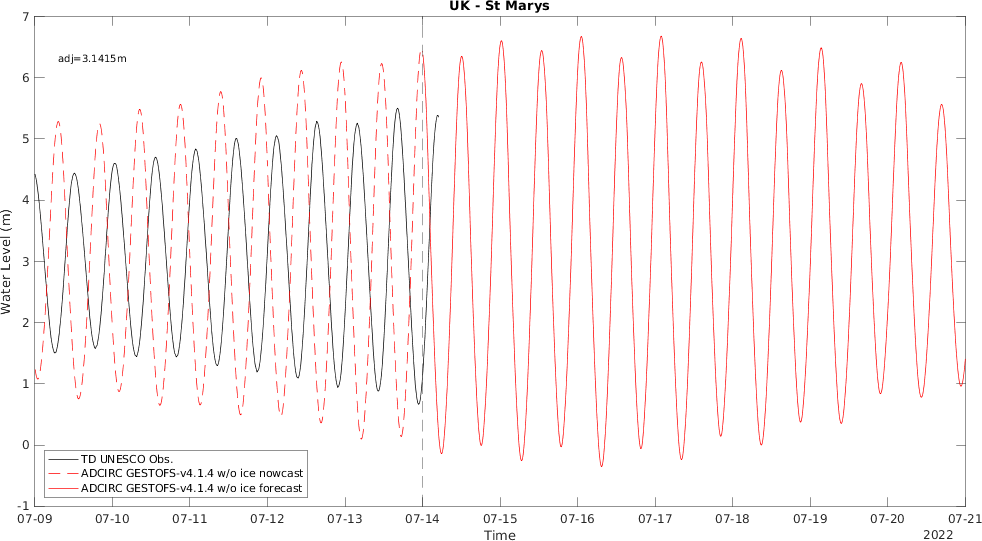 UK - St Marys
7
adj=3.1415m
6
5
4
3
2
1
0
-1
Water Level (m)
TD UNESCO Obs.
ADCIRC GESTOFS-v4.1.4 w/o ice nowcast
ADCIRC GESTOFS-v4.1.4 w/o ice forecast
07-09 07-10 07-11 07-12 07-13 07-14 07-15 07-16 07-17 07-18 07-19 07-20 07-21
Time
2022